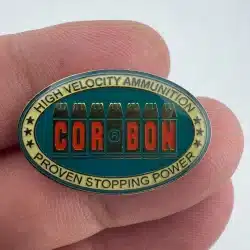 HIGH VELOCITY AMMUNITION
COR®BON
PROVEN STOPPING POWER